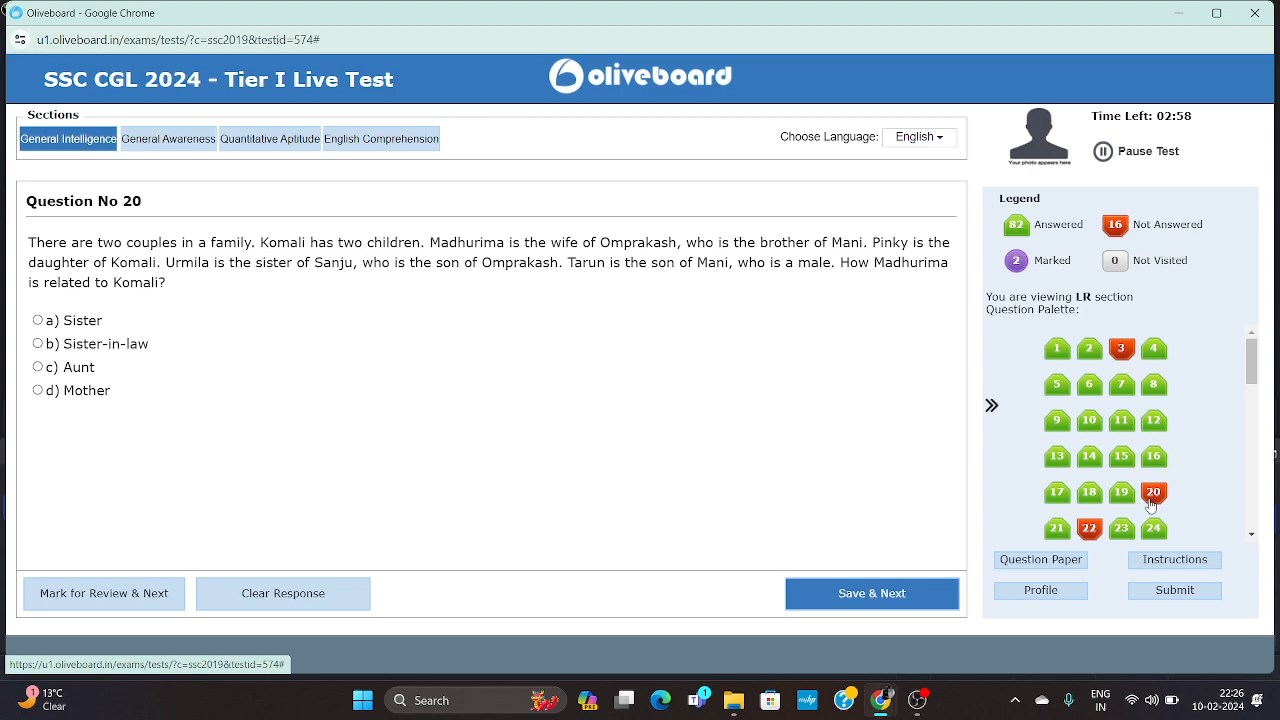 Oliveboard - Google Chrome
u1.oliveboard.in/exams/tests/?c=ssc2019&testid=574#
SSC CGL 2024 - Tier I Live Test
oliveboard
Sections
General Intelligence General Awareness Quantitative Aptitude English Comprehension
Choose Language: English
Your photo appears here
Time Left: 02:58
Pause Test
Question No 20
There are two couples in a family. Komali has two children. Madhurima is the wife of Omprakash, who is the brother of Mani. Pinky is the
daughter of Komali. Urmila is the sister of Sanju, who is the son of Omprakash. Tarun is the son of Mani, who is a male. How Madhurima
is related to Komali?
a) Sister
b) Sister-in-law
c) Aunt
d) Mother
Mark for Review & Next
Clear Response
Save & Next
Legend
82 Answered 16 Not Answered
2 Marked 0 Not Visited
You are viewing LR section
Question Palette:
1 2 3 4
5 6 7 8
9 10 11 12
13 14 15 16
17 18 19 20
21 22 23 24
Question Paper Instructions
Profile Submit
https://u1.oliveboard.in/exams/tests/?c=ssc2019&testid=574#
13°C
Clear
Search
ENG
IN
22:26
10-02-2024